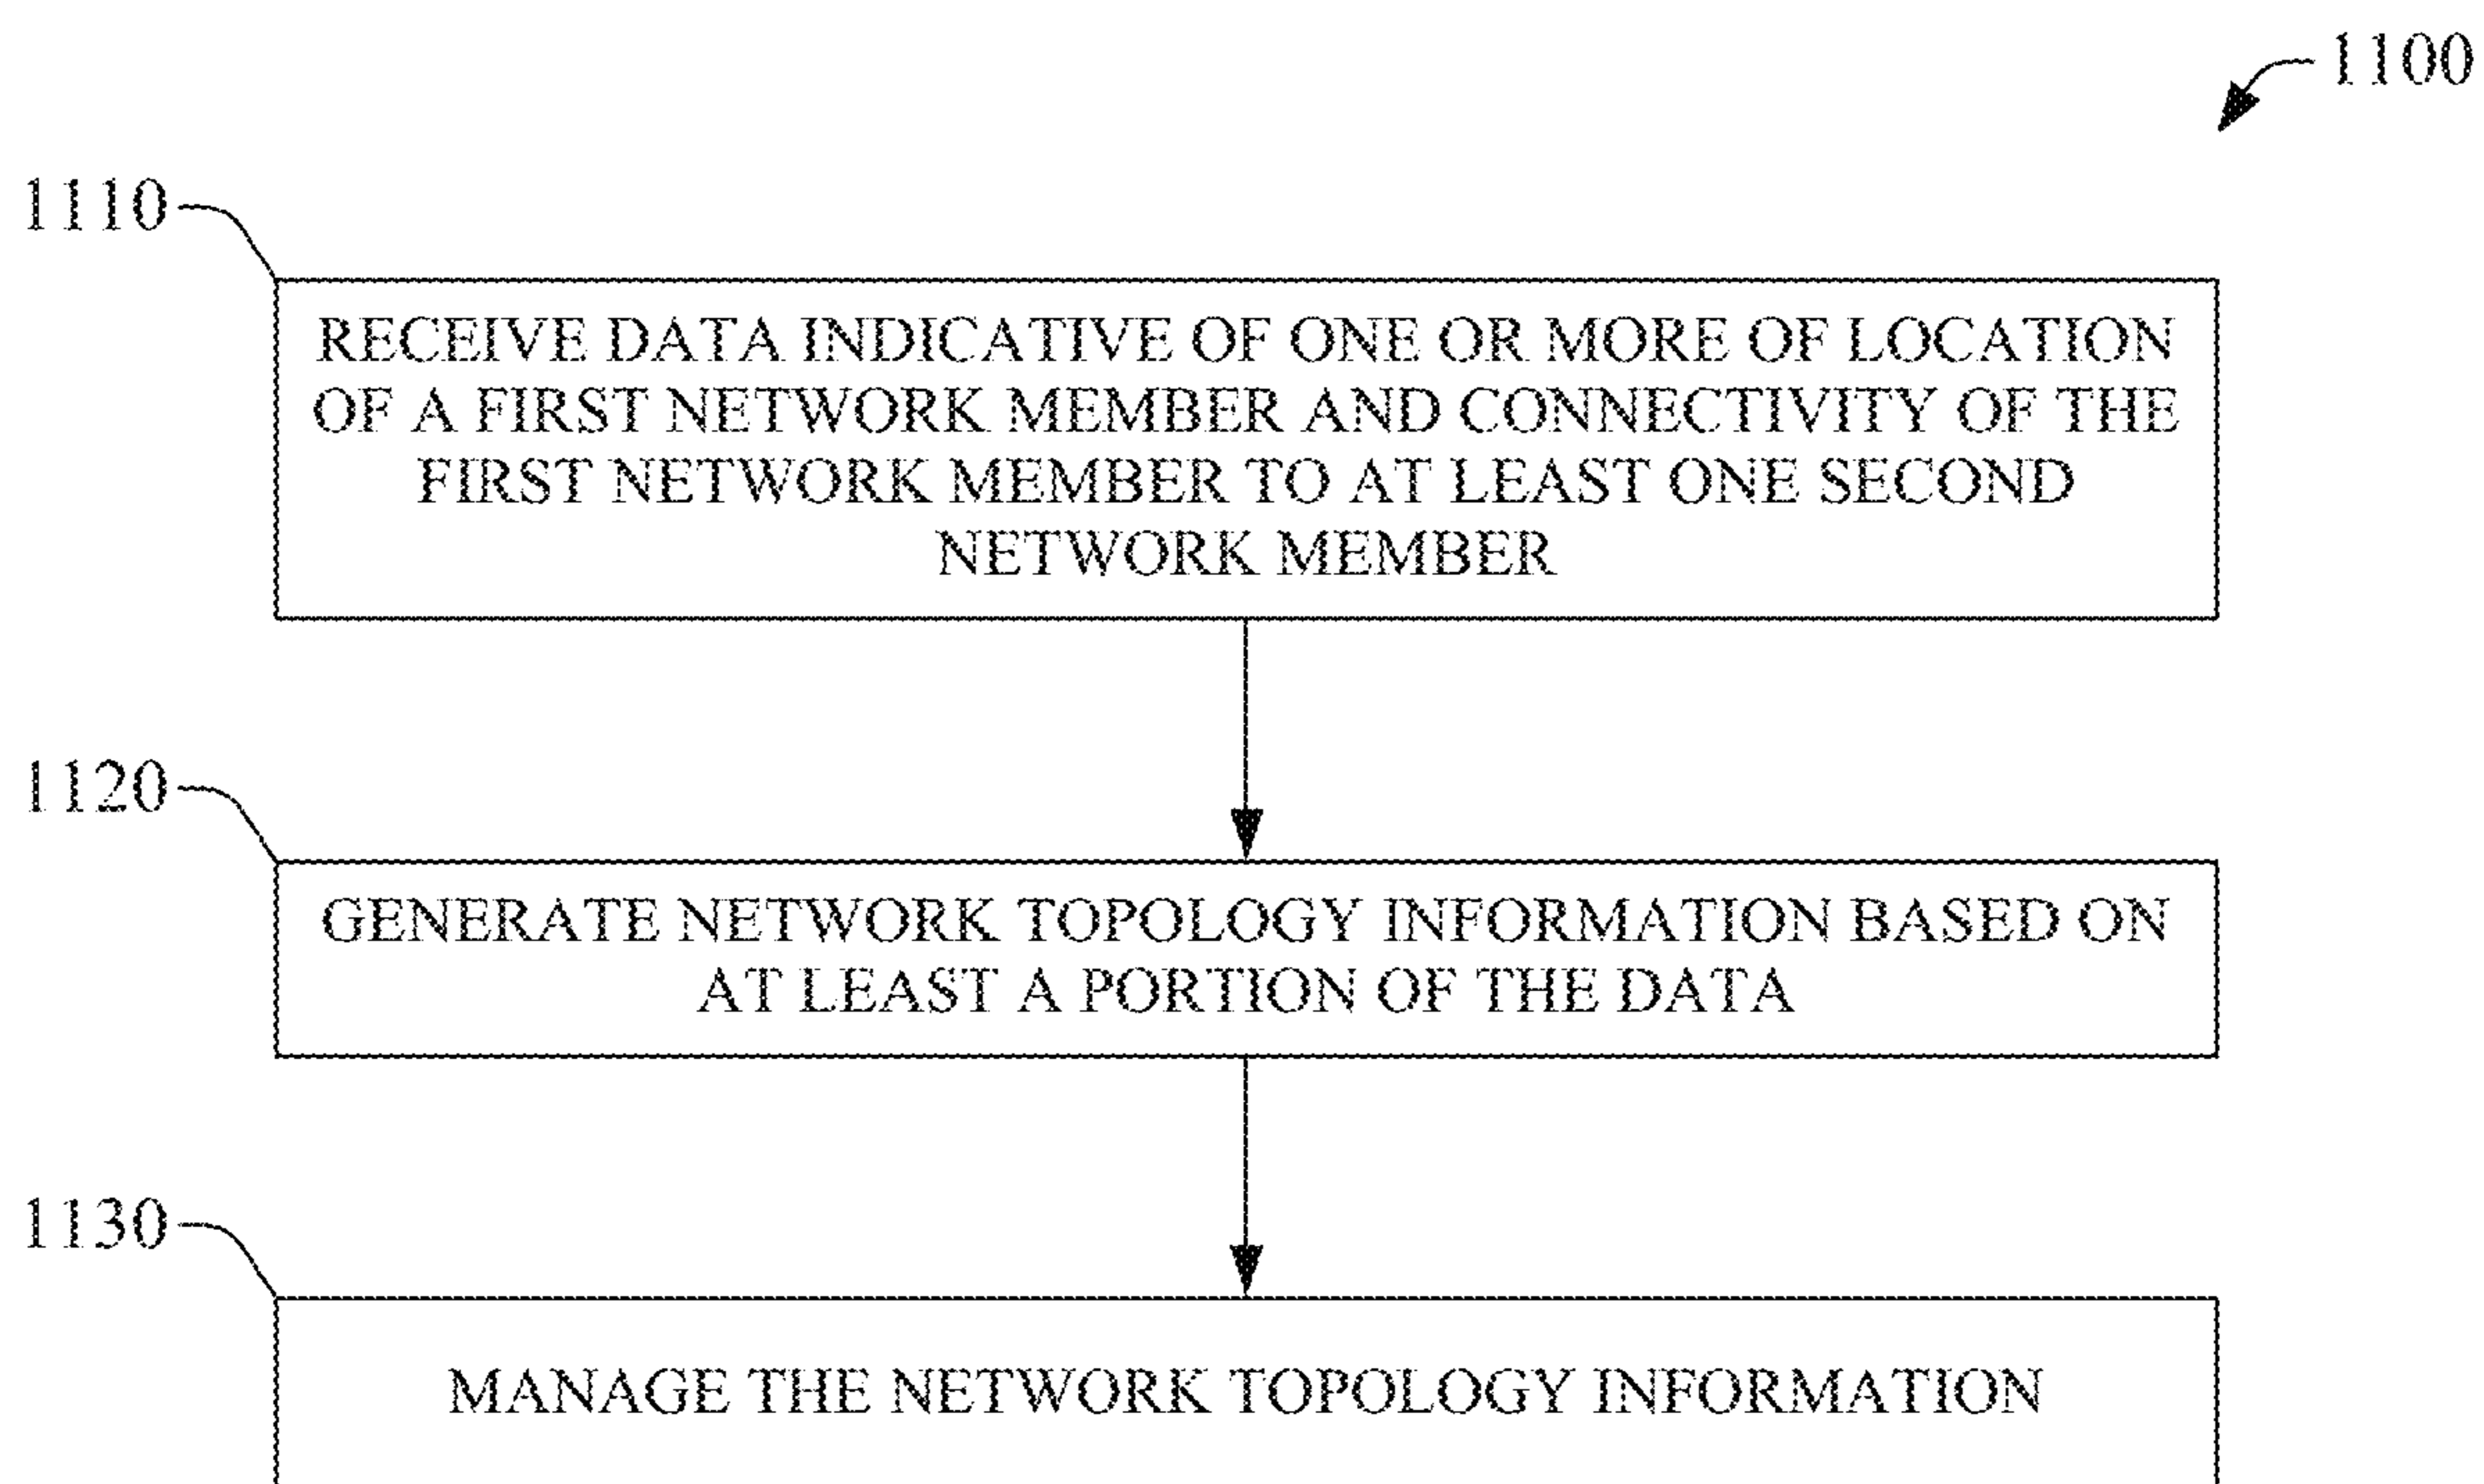 1100
1110
RECEIVE DATA INDICATIVE OF ONE OR MORE OF LOCATION
OF A FIRST NETWORK MEMBER AND CONNECTIVITY OF THE
FIRST NETWORK MEMBER TO AT LEAST ONE SECOND
NETWORK MEMBER
1120
GENERATE NETWORK TOPOLOGY INFORMATION BASED ON
AT LEAST A PORTION OF THE DATA
1130
MANAGE THE NETWORK TOPOLOGY INFORMATION